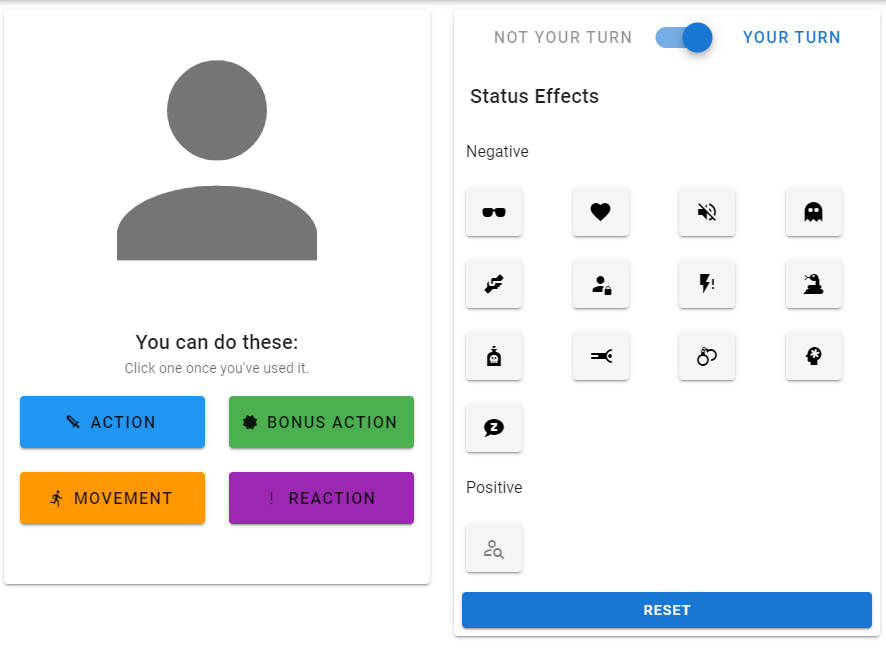 You can do these:
Click one once you've used it.
ACTION
BONUS ACTION
MOVEMENT
REACTION
NOT YOUR TURN
YOUR TURN
Status Effects
Negative
Positive
RESET